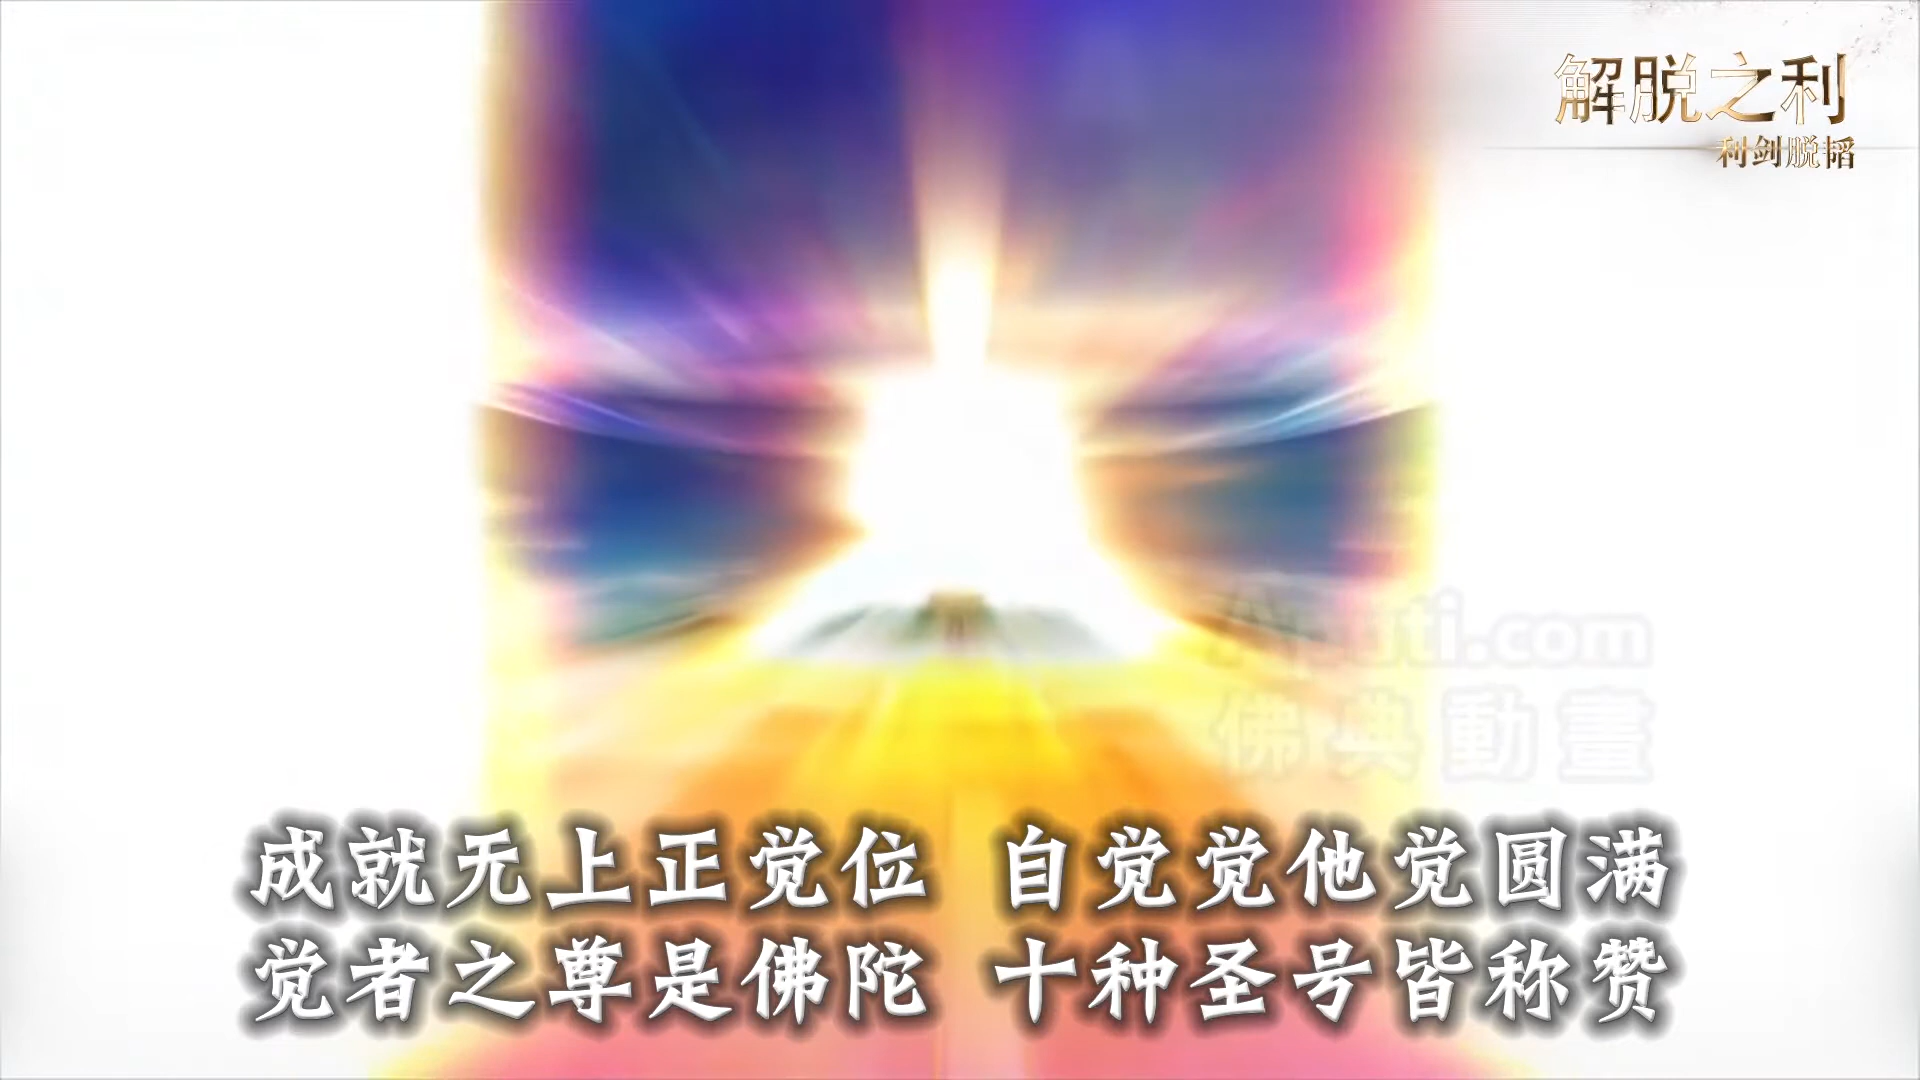 解脱之利
利剑脱韬
佛典動畫
成就无上正觉位 自觉觉他觉圆满
觉者之尊是佛陀 十种圣号皆称赞